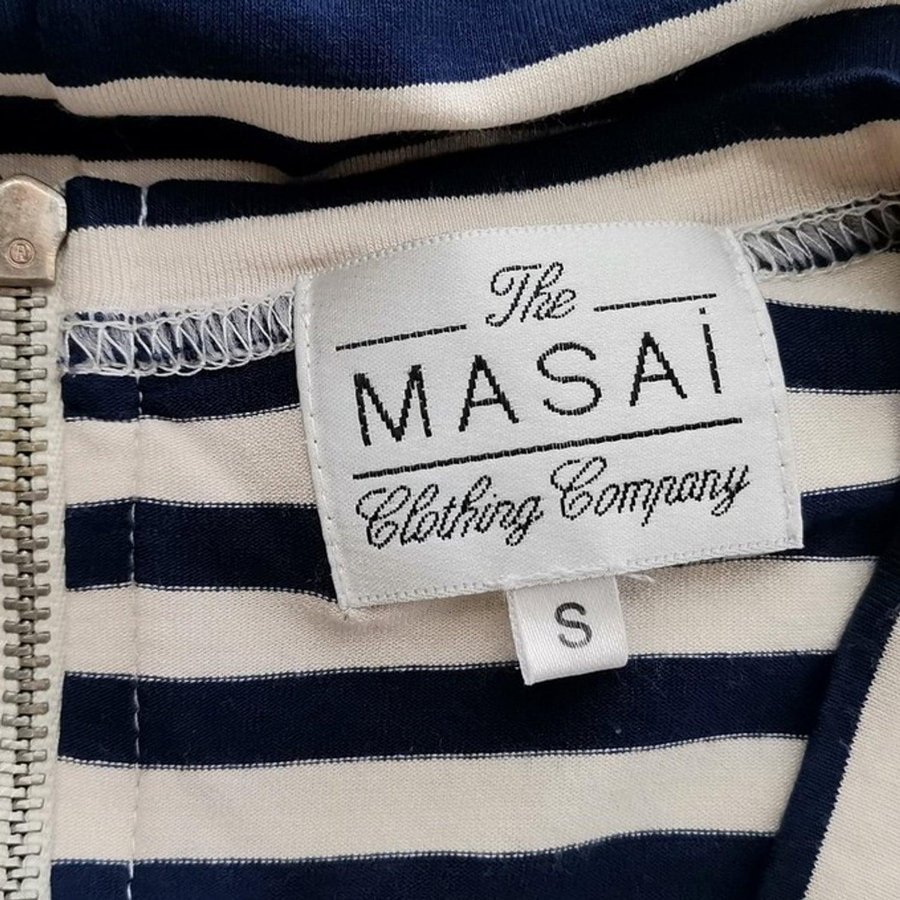 The
MASAi
Clothing Company
S
®